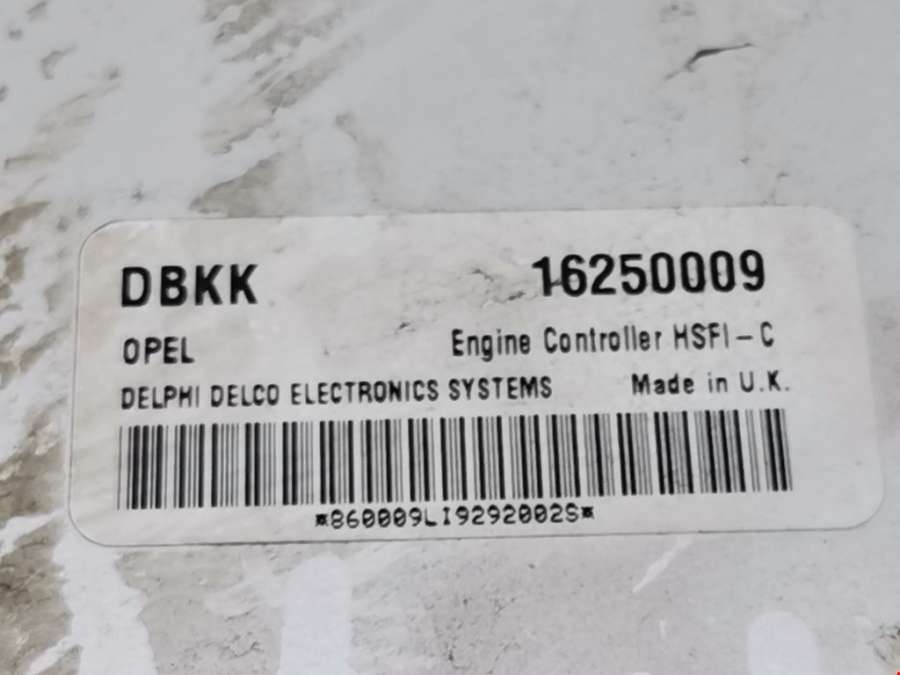 DBKK 16250009
OPEL Engine Controller HSFI-C
DELPHI DELCO ELECTRONICS SYSTEMS Made in U.K.
*860009LI9292002S*